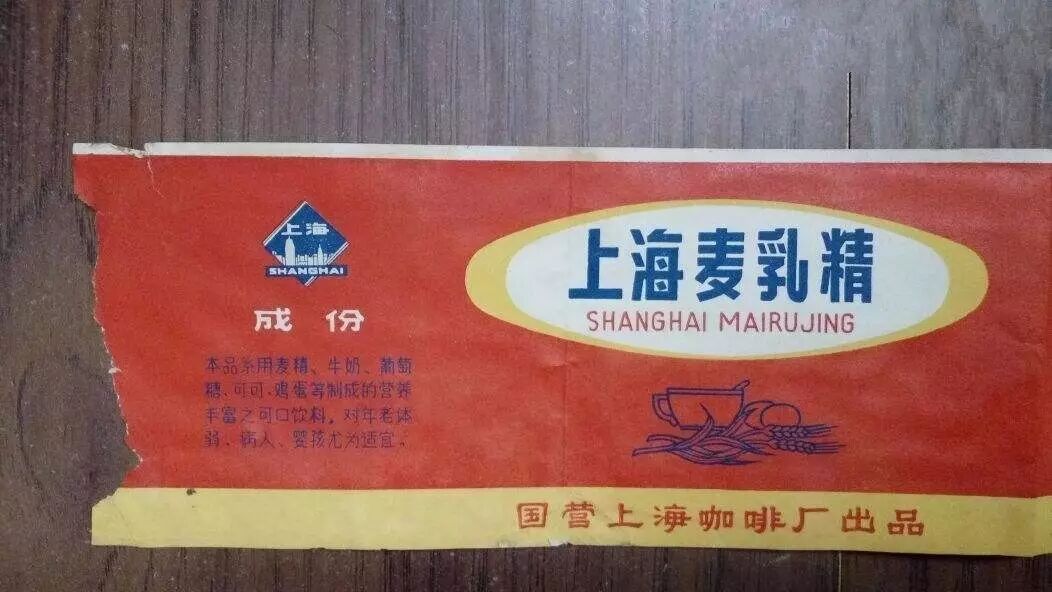 上海
SHANGHAI
成份
本品系用麦精、牛奶、葡萄
糖、可可、鸡蛋等制成的营养
丰富之可口饮料，对年老体
弱、病人、婴孩尤为适宜。
上海麦乳精
SHANGHAI MAIRUJING
国营上海咖啡厂出品